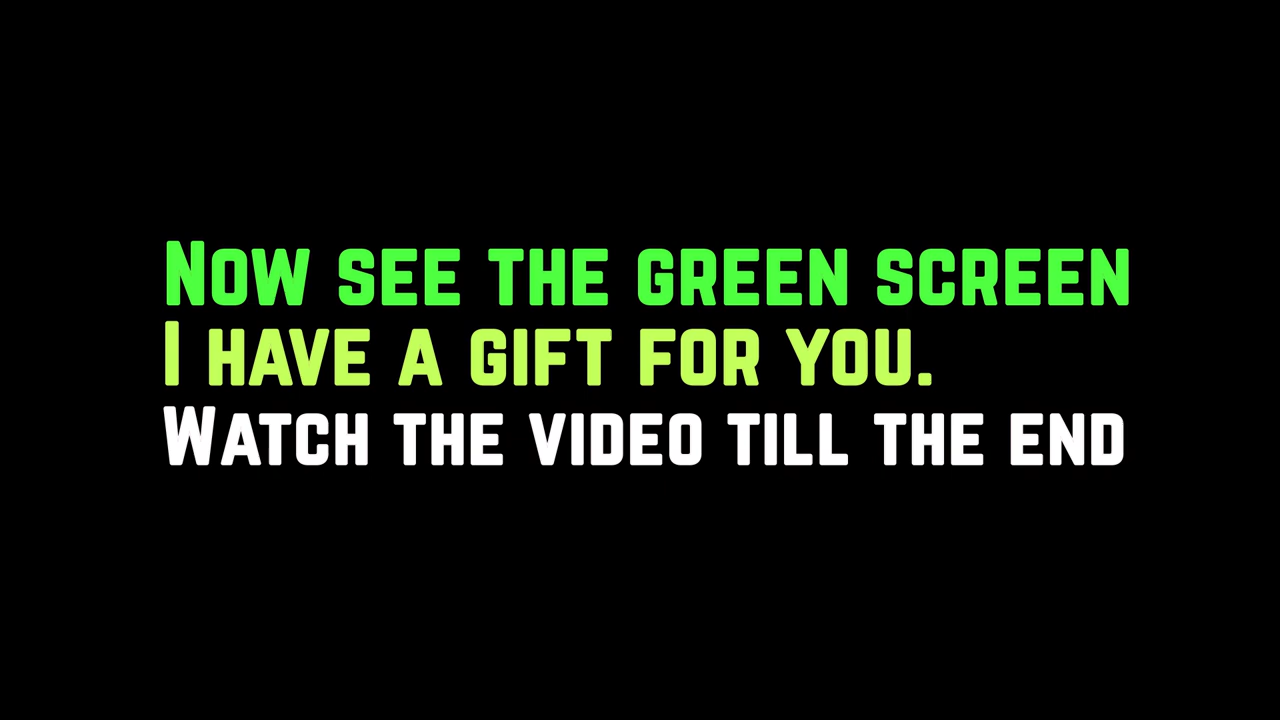 Now see the green screen
I have a gift for you.
Watch the video till the end